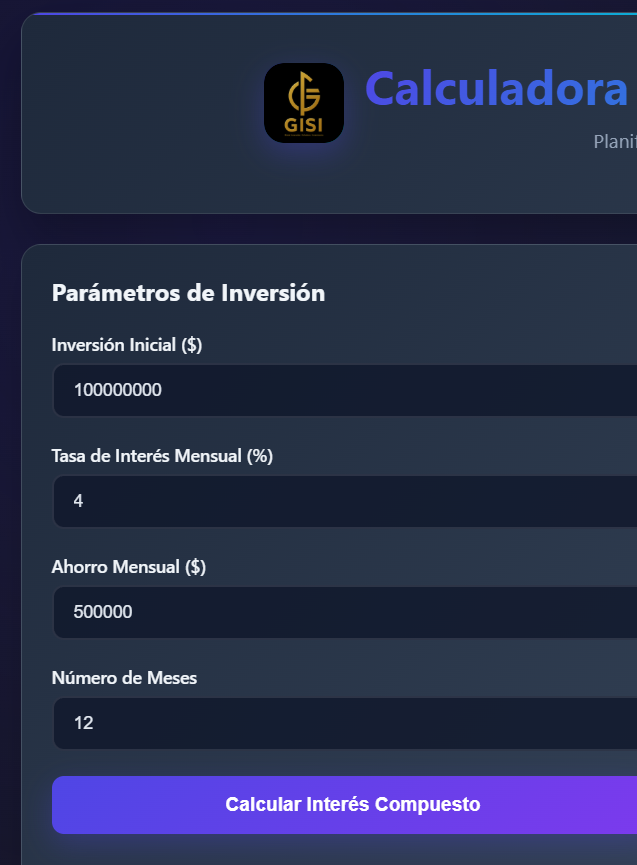 GISI
Calculadora
Parámetros de Inversión
Inversión Inicial ($)
100000000
Tasa de Interés Mensual (%)
4
Ahorro Mensual ($)
500000
Número de Meses
12
Calcular Interés Compuesto